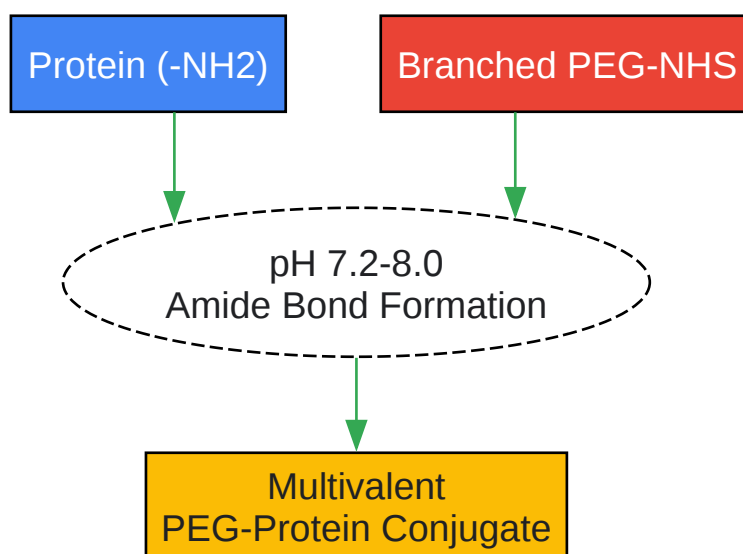 Protein (-NH2)
Branched PEG-NHS
pH 7.2-8.0
Amide Bond Formation
Multivalent
PEG-Protein Conjugate